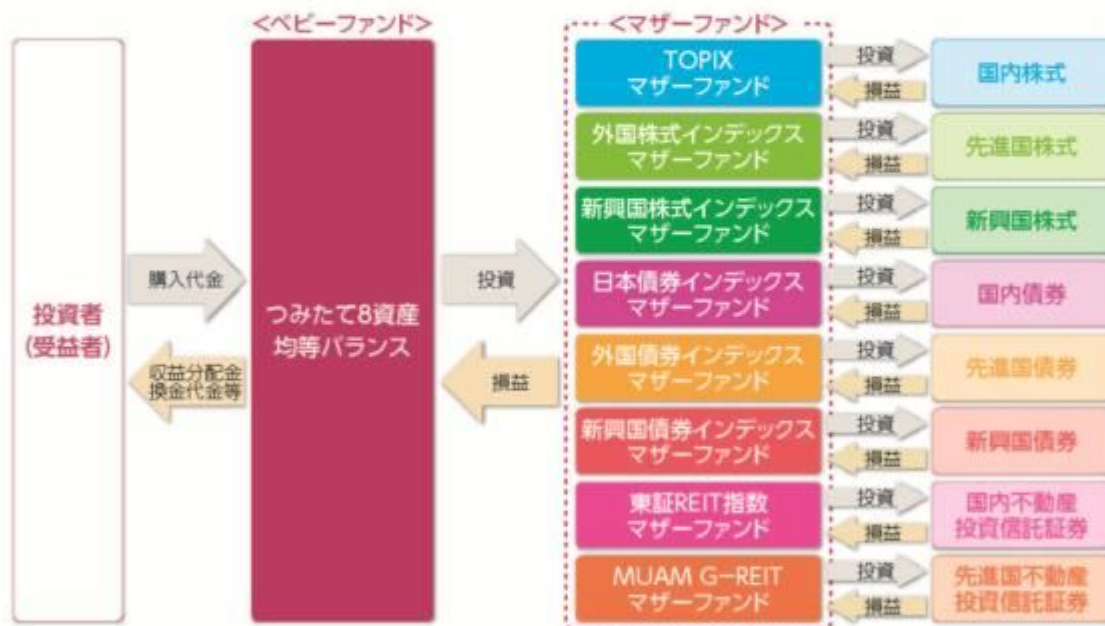 <ベビーファンド>
<マザーファンド>
投資者
(受益者)
購入代金
収益分配金
換金代金等
つみたて8資産
均等バランス
投資
損益
TOPIX
マザーファンド
投資
損益
国内株式
外国株式インデックス
マザーファンド
投資
損益
先進国株式
新興国株式インデックス
マザーファンド
投資
損益
新興国株式
日本債券インデックス
マザーファンド
投資
損益
国内債券
外国債券インデックス
マザーファンド
投資
損益
先進国債券
新興国債券インデックス
マザーファンド
投資
損益
新興国債券
東証REIT指数
マザーファンド
投資
損益
国内不動産
投資信託証券
MUAM G-REIT
マザーファンド
投資
損益
先進国不動産
投資信託証券